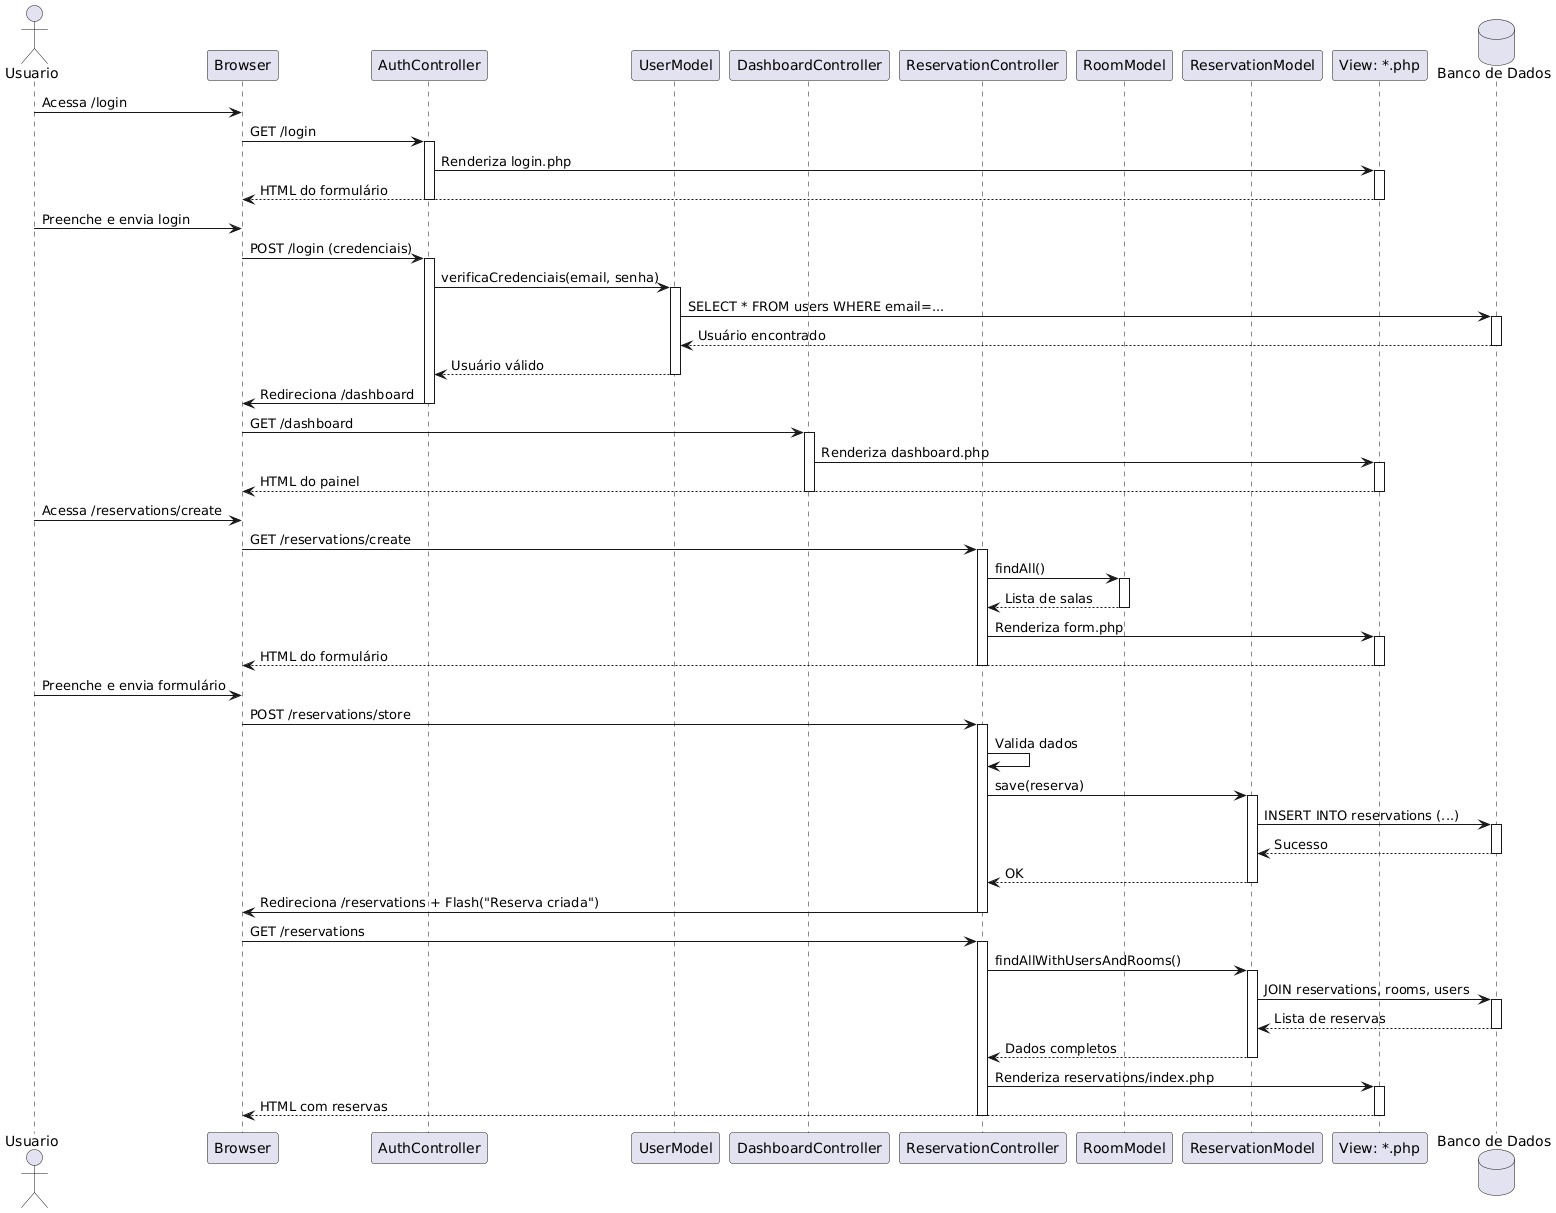 Usuario
Browser
AuthController
UserModel
DashboardController
ReservationController
RoomModel
ReservationModel
View: *.php
Banco de Dados
Acessa /login
GET /login
Renderiza login.php
HTML do formulário
Preenche e envia login
POST /login (credenciais)
verificaCredenciais(email, senha)
SELECT * FROM users WHERE email=...
Usuário encontrado
Usuário válido
Redireciona /dashboard
GET /dashboard
Renderiza dashboard.php
HTML do painel
Acessa /reservations/create
GET /reservations/create
findAll()
Lista de salas
Renderiza form.php
HTML do formulário
Preenche e envia formulário
POST /reservations/store
Valida dados
save(reserva)
INSERT INTO reservations (...)
Sucesso
OK
Redireciona /reservations + Flash("Reserva criada")
GET /reservations
findAllWithUsersAndRooms()
JOIN reservations, rooms, users
Lista de reservas
Dados completos
Renderiza reservations/index.php
HTML com reservas
Usuario
Browser
AuthController
UserModel
DashboardController
ReservationController
RoomModel
ReservationModel
View: *.php
Banco de Dados